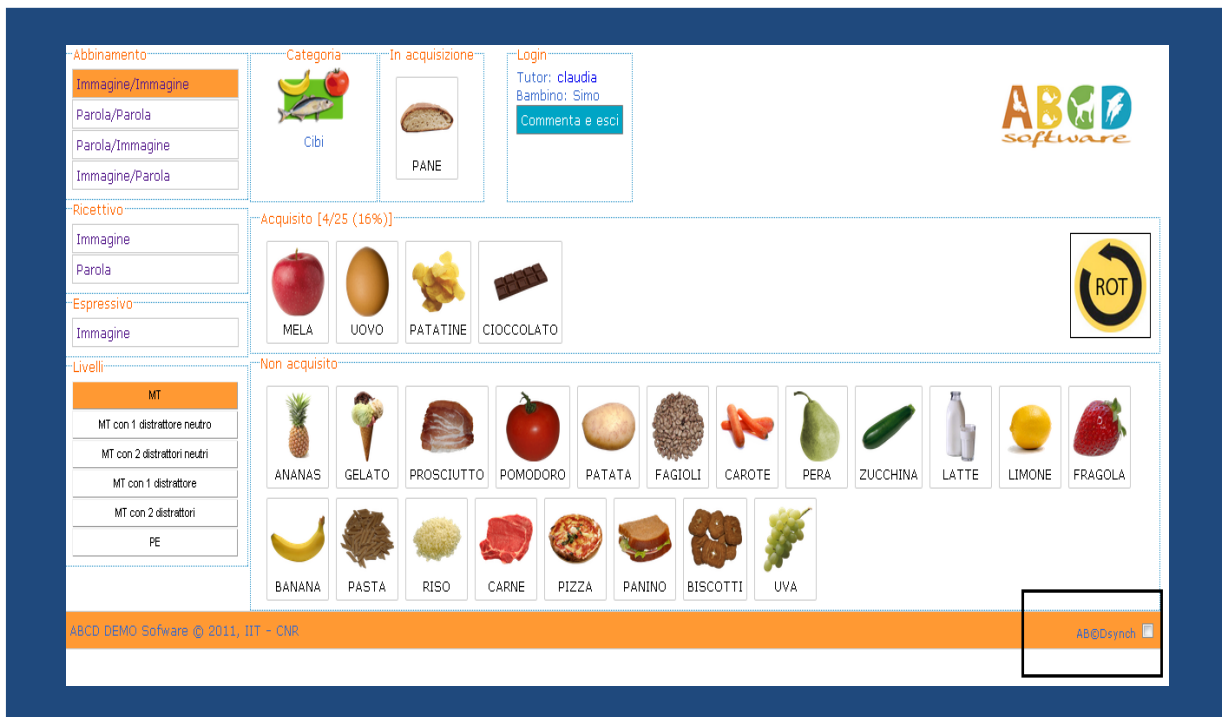 Abbinamento
Immagine/Immagine
Parola/Parola
Parola/Immagine
Immagine/Parola
Ricettivo
Immagine
Parola
Espressivo
Immagine
Livelli
MT
MT con 1 distrattore neutro
MT con 2 distrattori neutri
MT con 1 distrattore
MT con 2 distrattori
PE
Categoria
Cibi
In acquisizione
PANE
Login
Tutor: claudia
Bambino: Simo
Commenta e esci
ABCD
software
Acquisito [4/25 (16%)]
MELA UOVO PATATINE CIOCCOLATO
ROT
Non acquisito
ANANAS GELATO PROSCIUTTO POMODORO PATATA FAGIOLI CAROTE PERA ZUCCHINA LATTE LIMONE FRAGOLA
BANANA PASTA RISO CARNE PIZZA PANINO BISCOTTI UVA
ABCD DEMO Sofware © 2011, IIT - CNR
AB©Dsynch